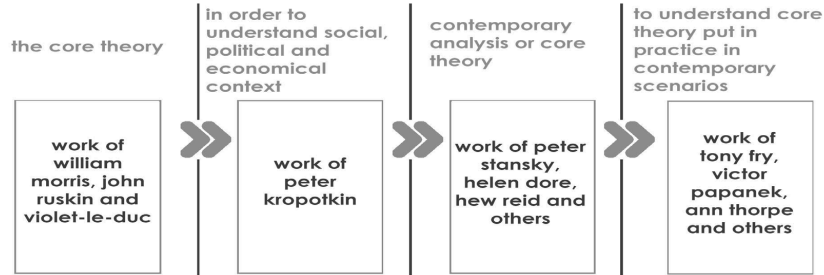 the core theory
in order to
understand social,
political and
economical
context
contemporary
analysis or core
theory
to understand core
theory put in
practice in
contemporary
scenarios
work of
william
morris, john
ruskin and
violet-le-duc
work of
peter
kropotkin
work of peter
stansky,
helen dore,
hew reid and
others
work of
tony fry,
victor
papanek,
ann thorpe
and others